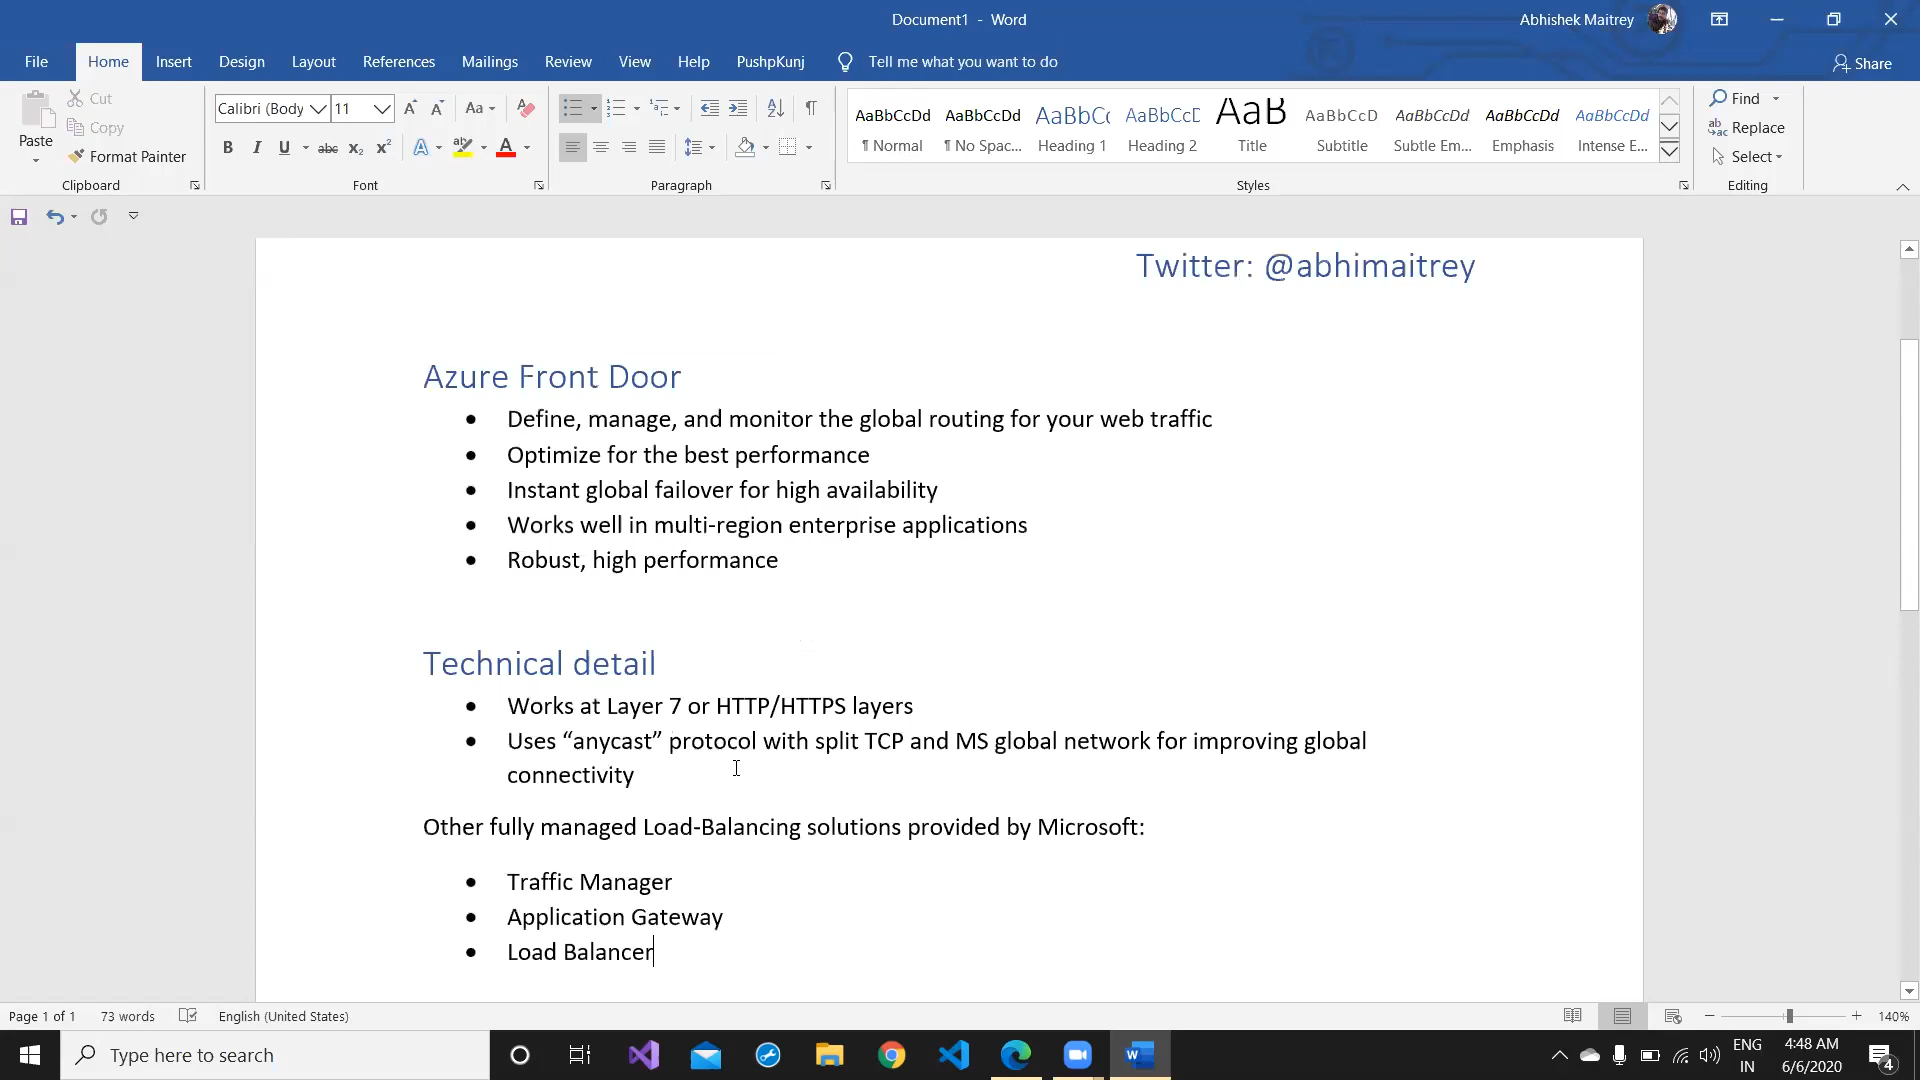 Document1 - Word
Abhishek Maitrey
File Home Insert Design Layout References Mailings Review View Help PushpKunj Tell me what you want to do Share
Paste
Cut
Copy
Format Painter
Clipboard
Calibri (Body 11
Aa
B I U abc x₂ x² A ab A
Font
Paragraph
AaBbCcDd AaBbCcDd AaBbCc AaBbCcD AaB AaBbCcD AaBbCcDd AaBbCcDd AaBbCcDd
¶ Normal ¶ No Spac... Heading 1 Heading 2 Title Subtitle Subtle Em... Emphasis Intense E...
Styles
Find
Replace
Select
Editing
Twitter: @abhimaitrey
Azure Front Door
• Define, manage, and monitor the global routing for your web traffic
• Optimize for the best performance
• Instant global failover for high availability
• Works well in multi-region enterprise applications
• Robust, high performance
Technical detail
• Works at Layer 7 or HTTP/HTTPS layers
• Uses “anycast” protocol with split TCP and MS global network for improving global
connectivity
Other fully managed Load-Balancing solutions provided by Microsoft:
• Traffic Manager
• Application Gateway
• Load Balancer
Page 1 of 1 73 words English (United States) 140%
Type here to search
ENG
IN
4:48 AM
6/6/2020
4